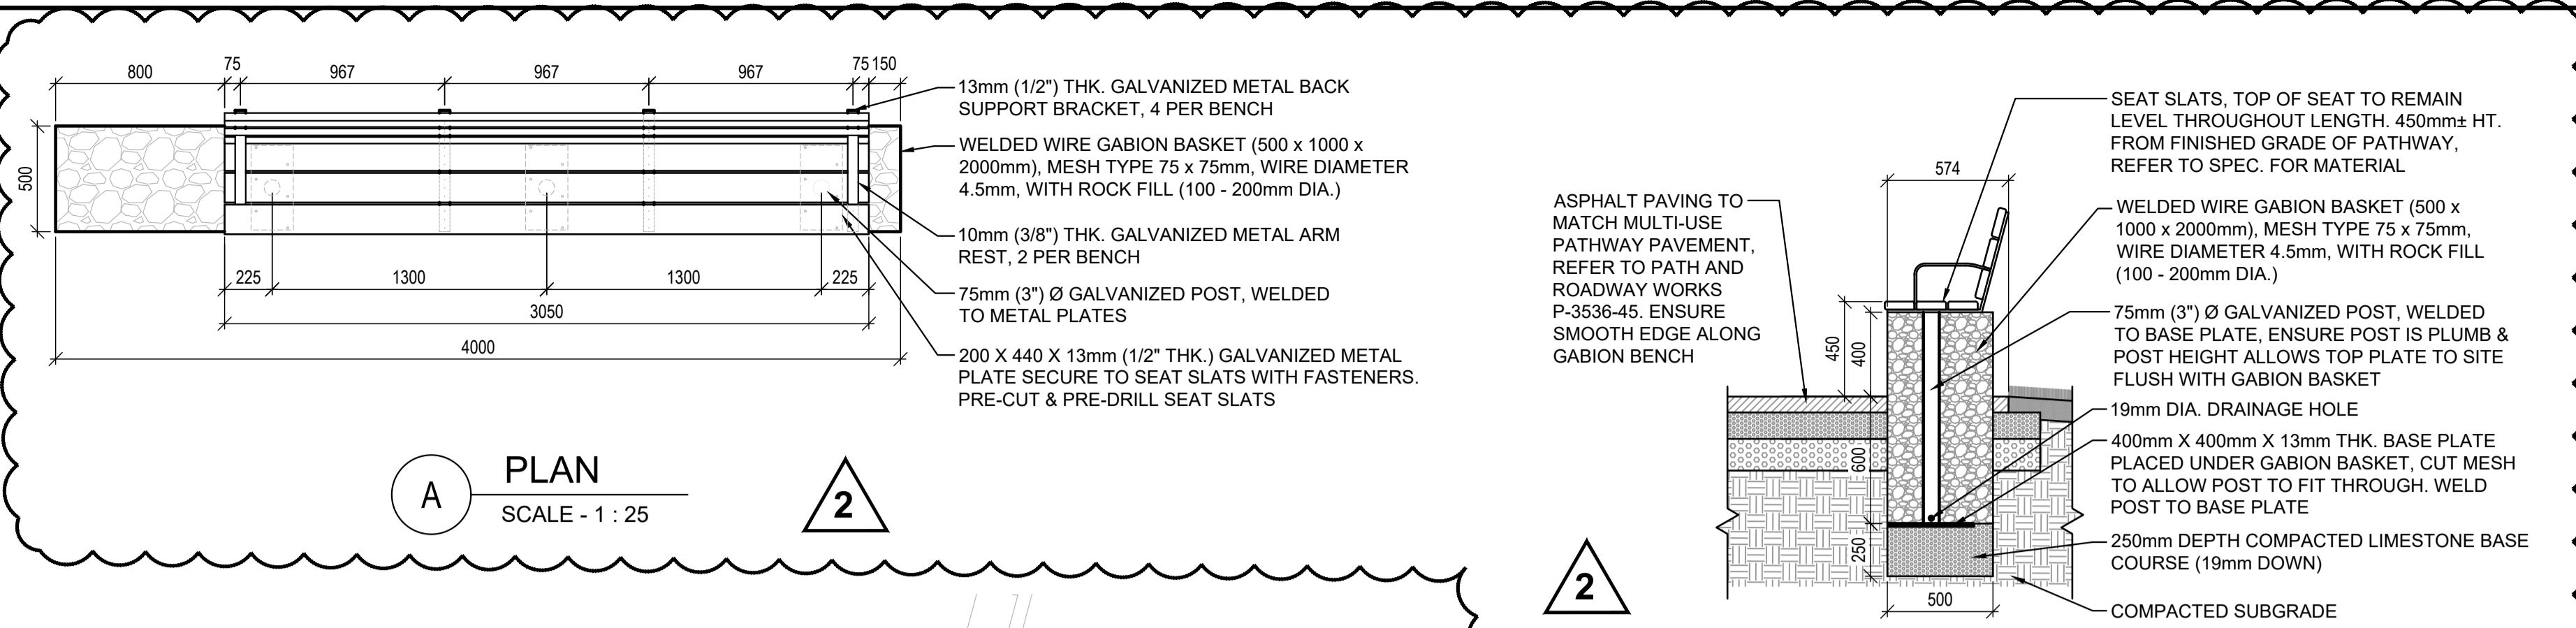 800
75
967
967
967
75
150
500
225
1300
1300
225
3050
4000
13mm (1/2") THK. GALVANIZED METAL BACK
SUPPORT BRACKET, 4 PER BENCH
WELDED WIRE GABION BASKET (500 x 1000 x
2000mm), MESH TYPE 75 x 75mm, WIRE DIAMETER
4.5mm, WITH ROCK FILL (100 - 200mm DIA.)
10mm (3/8") THK. GALVANIZED METAL ARM
REST, 2 PER BENCH
75mm (3") Ø GALVANIZED POST, WELDED
TO METAL PLATES
200 X 440 X 13mm (1/2" THK.) GALVANIZED METAL
PLATE SECURE TO SEAT SLATS WITH FASTENERS.
PRE-CUT & PRE-DRILL SEAT SLATS
A
PLAN
SCALE - 1 : 25
2
ASPHALT PAVING TO
MATCH MULTI-USE
PATHWAY PAVEMENT,
REFER TO PATH AND
ROADWAY WORKS
P-3536-45. ENSURE
SMOOTH EDGE ALONG
GABION BENCH
574
450
400
600
250
500
2
SEAT SLATS, TOP OF SEAT TO REMAIN
LEVEL THROUGHOUT LENGTH. 450mm± HT.
FROM FINISHED GRADE OF PATHWAY,
REFER TO SPEC. FOR MATERIAL
WELDED WIRE GABION BASKET (500 x
1000 x 2000mm), MESH TYPE 75 x 75mm,
WIRE DIAMETER 4.5mm, WITH ROCK FILL
(100 - 200mm DIA.)
75mm (3") Ø GALVANIZED POST, WELDED
TO BASE PLATE, ENSURE POST IS PLUMB &
POST HEIGHT ALLOWS TOP PLATE TO SITE
FLUSH WITH GABION BASKET
19mm DIA. DRAINAGE HOLE
400mm X 400mm X 13mm THK. BASE PLATE
PLACED UNDER GABION BASKET, CUT MESH
TO ALLOW POST TO FIT THROUGH. WELD
POST TO BASE PLATE
250mm DEPTH COMPACTED LIMESTONE BASE
COURSE (19mm DOWN)
COMPACTED SUBGRADE